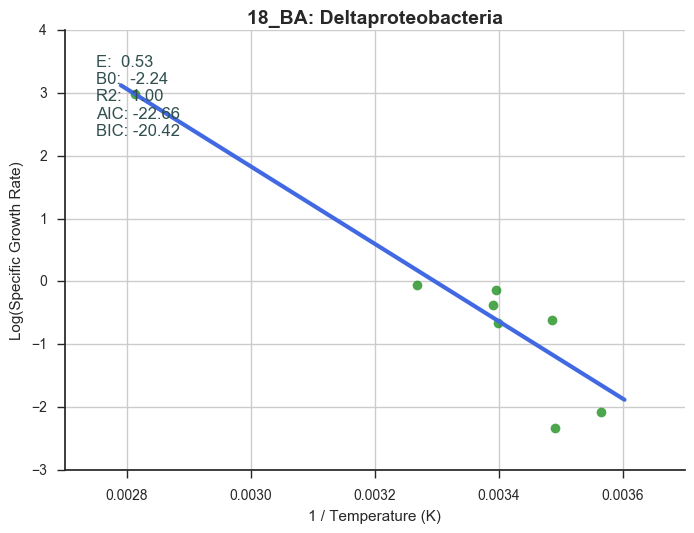 18_BA: Deltaproteobacteria
4
3
2
1
0
−1
−2
−3
E:  0.53
B0:  -2.24
R2:  1.00
AIC: -22.66
BIC: -20.42
Log(Specific Growth Rate)
0.0028 0.0030 0.0032 0.0034 0.0036
1 / Temperature (K)